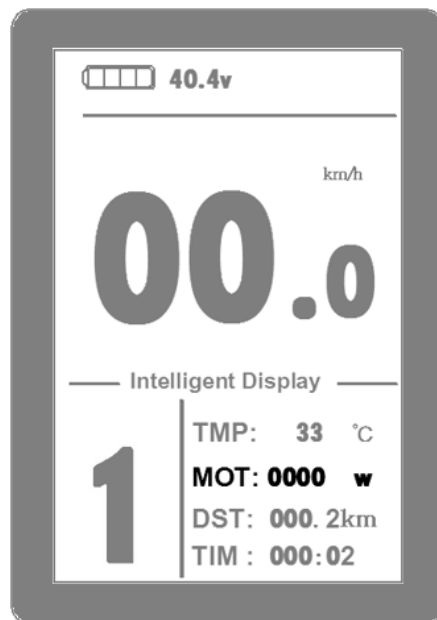 40.4v
km/h
00.0
Intelligent Display
1
TMP: 33 °C
MOT: 0000 w
DST: 000. 2km
TIM : 000:02